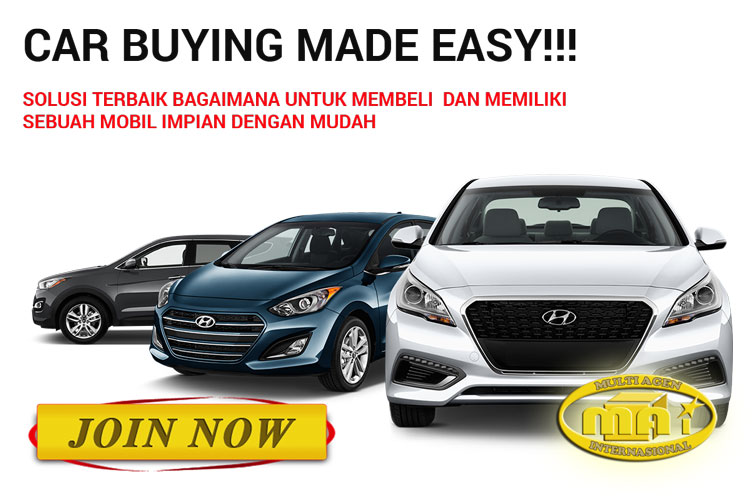 CAR BUYING MADE EASY!!!
SOLUSI TERBAIK BAGAIMANA UNTUK MEMBELI DAN MEMILIKI
SEBUAH MOBIL IMPIAN DENGAN MUDAH
JOIN NOW
MULTI AGEN
MAI
INTERNASIONAL